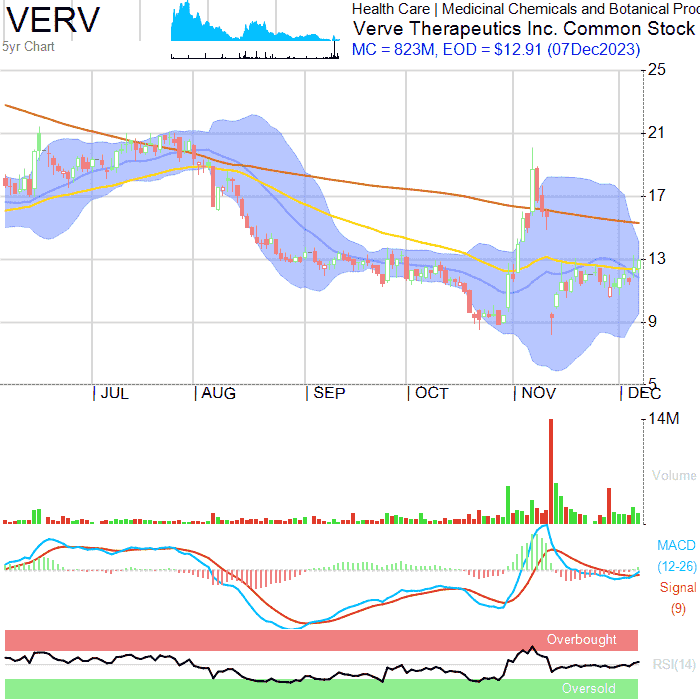 VERV
5yr Chart
Health Care | Medicinal Chemicals and Botanical Proc
Verve Therapeutics Inc. Common Stock
MC = 823M, EOD = $12.91 (07Dec2023)
25
21
17
13
9
5
JUL AUG SEP OCT NOV DEC
14M
Volume
MACD
(12-26)
Signal
(9)
Overbought
RSI(14)
Oversold